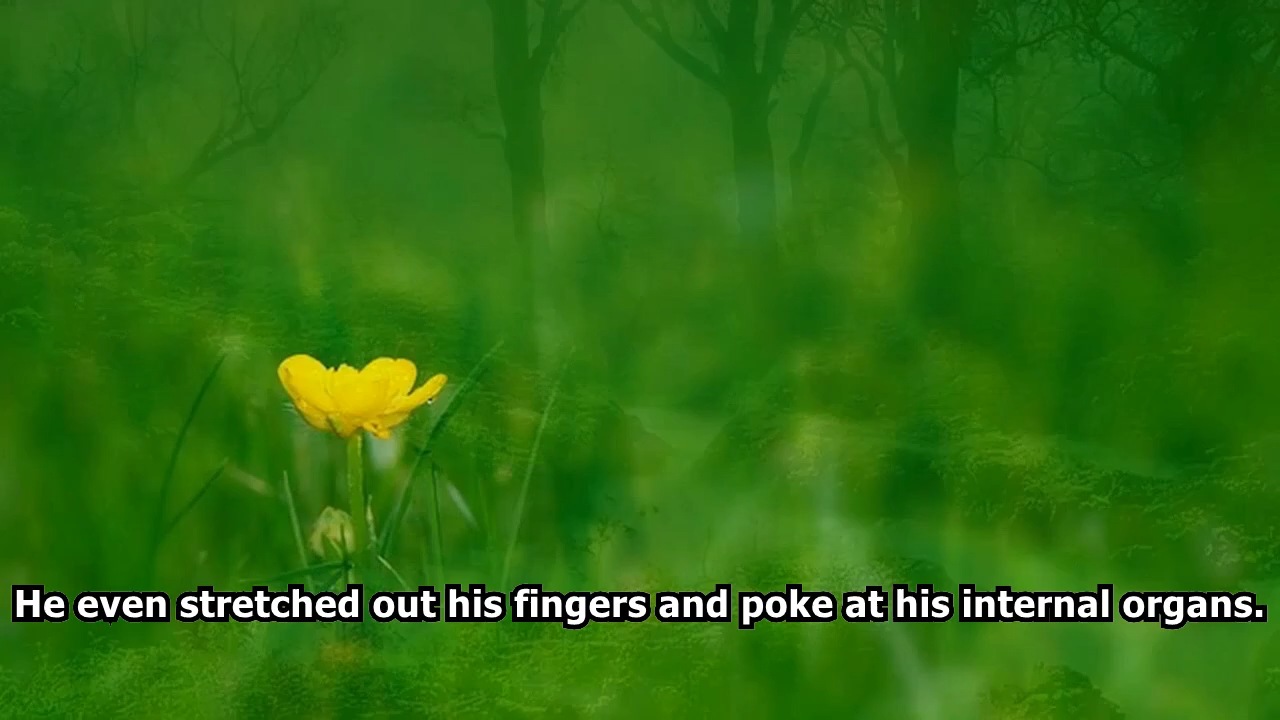 He even stretched out his fingers and poke at his internal organs.